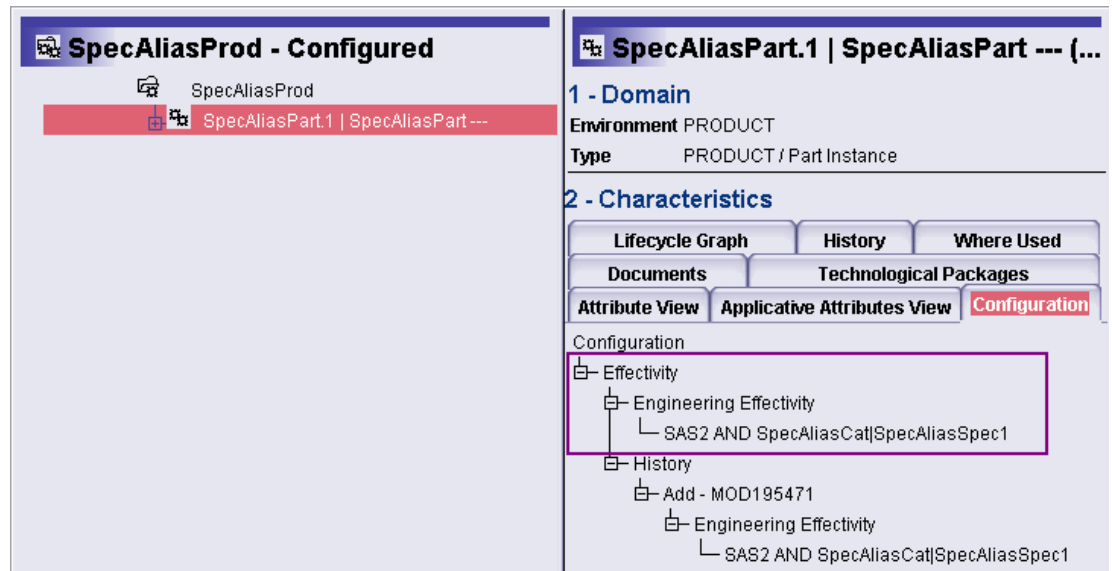 SpecAliasProd - Configured
SpecAliasProd
SpecAliasPart.1 | SpecAliasPart ---
SpecAliasPart.1 | SpecAliasPart --- (...
1 - Domain
Environment PRODUCT
Type PRODUCT / Part Instance
2 - Characteristics
Lifecycle Graph History Where Used
Documents Technological Packages
Attribute View Applicative Attributes View Configuration
Configuration
Effectivity
Engineering Effectivity
SAS2 AND SpecAliasCat|SpecAliasSpec1
History
Add - MOD195471
Engineering Effectivity
SAS2 AND SpecAliasCat|SpecAliasSpec1